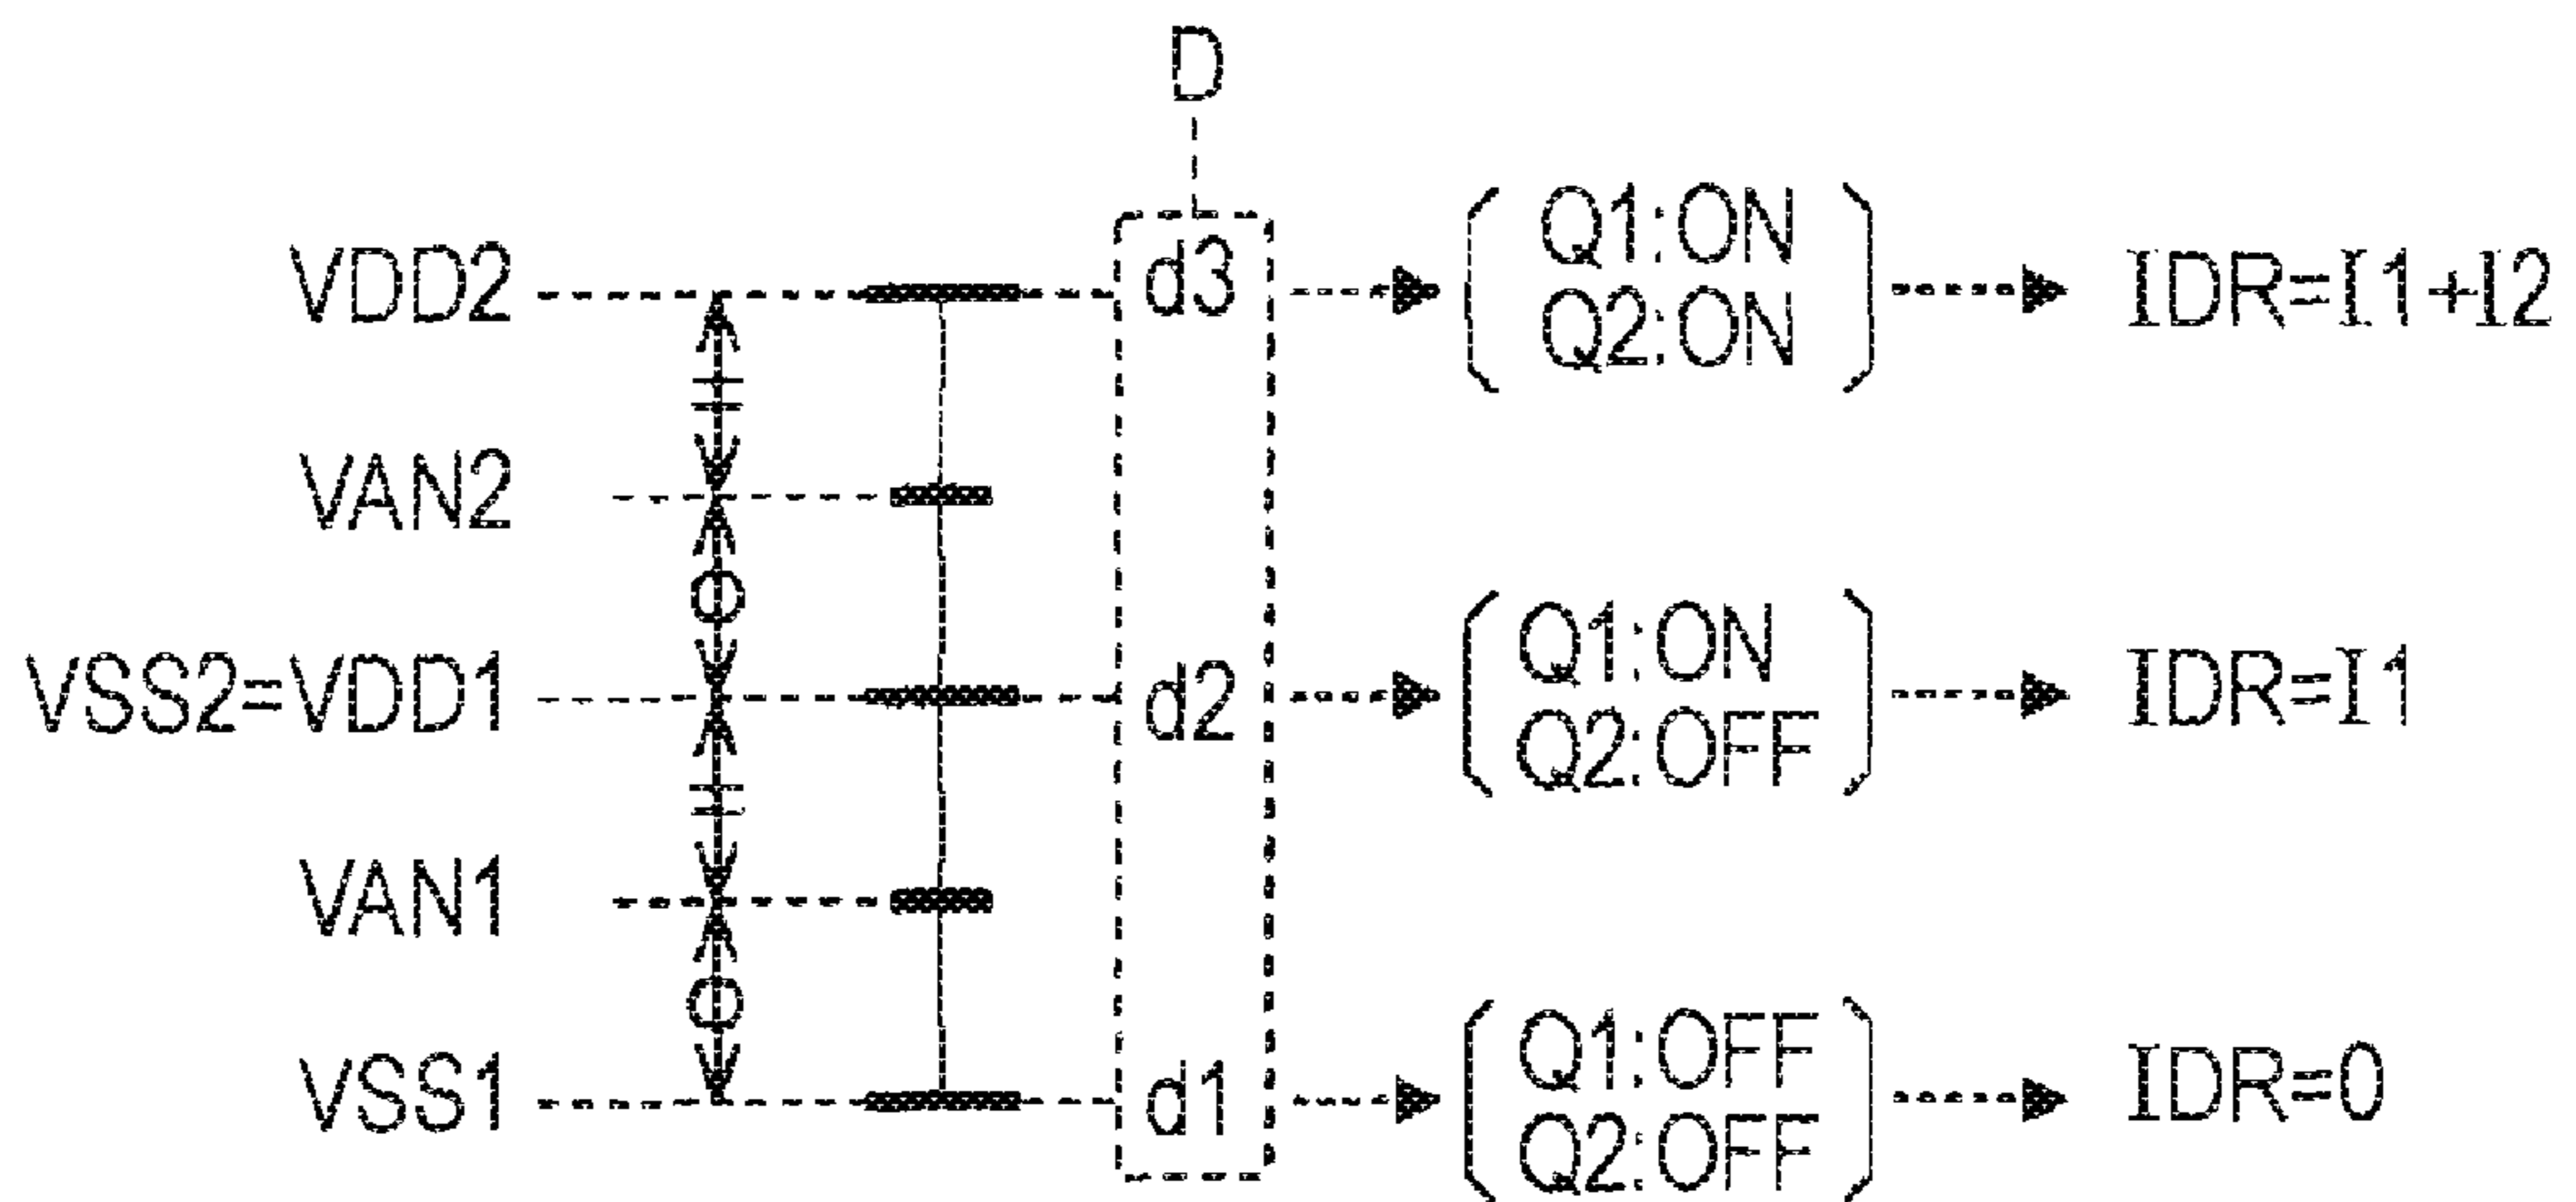 D
VDD2
d3
Q1:ON
Q2:ON
IDR=I1+I2
VAN2
VSS2=VDD1
d2
Q1:ON
Q2:OFF
IDR=I1
VAN1
VSS1
d1
Q1:OFF
Q2:OFF
IDR=0